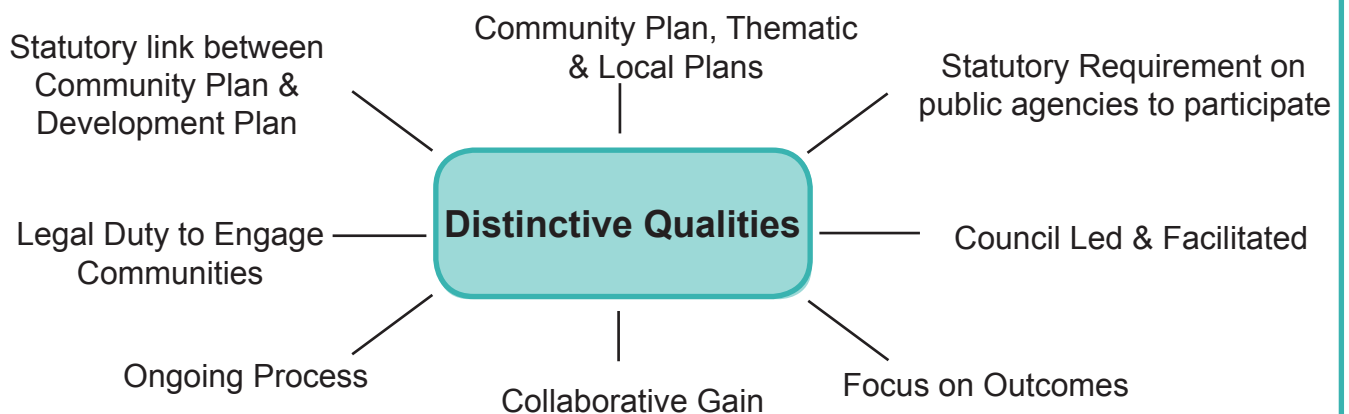 Statutory link between
Community Plan &
Development Plan
Community Plan, Thematic
& Local Plans
Statutory Requirement on
public agencies to participate
Legal Duty to Engage
Communities
Distinctive Qualities
Council Led & Facilitated
Ongoing Process
Collaborative Gain
Focus on Outcomes